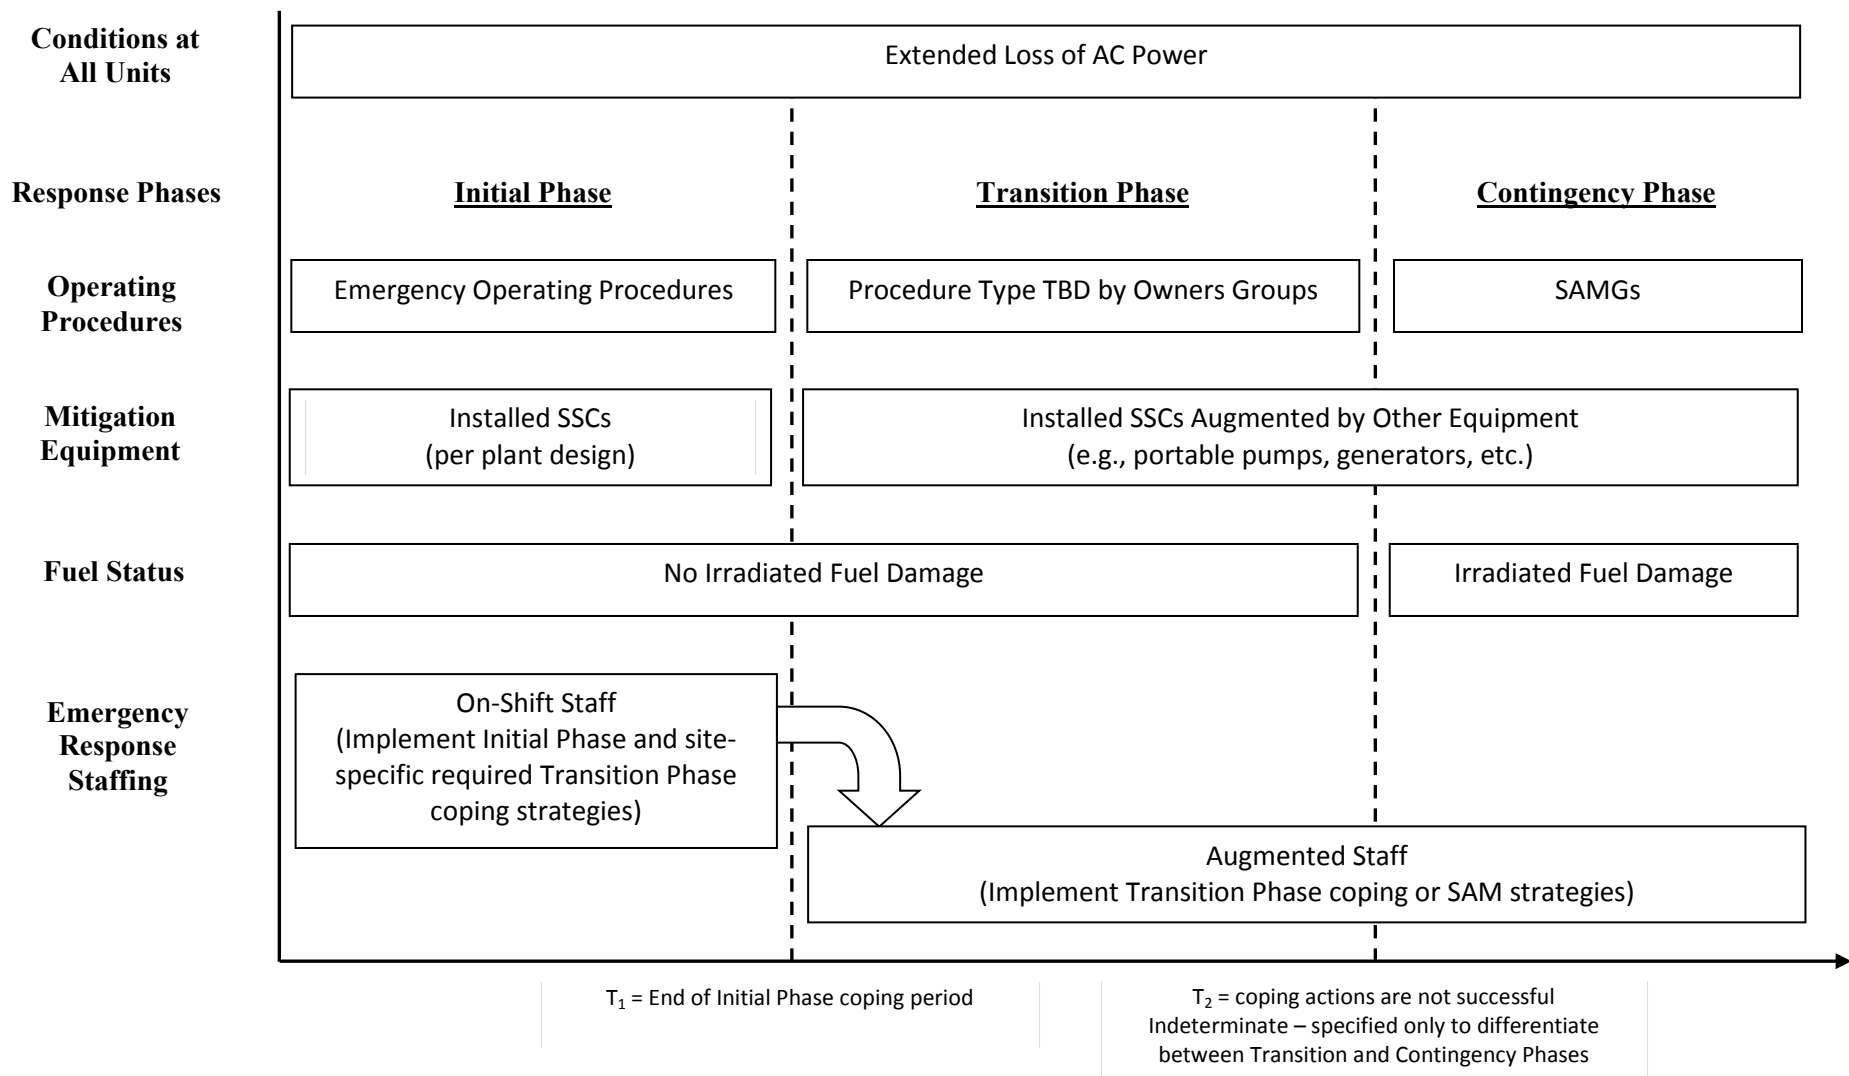 Conditions at
All Units
Extended Loss of AC Power
Response Phases
Initial Phase
Transition Phase
Contingency Phase
Operating
Procedures
Emergency Operating Procedures
Procedure Type TBD by Owners Groups
SAMGs
Mitigation
Equipment
Installed SSCs
(per plant design)
Installed SSCs Augmented by Other Equipment
(e.g., portable pumps, generators, etc.)
Fuel Status
No Irradiated Fuel Damage
Irradiated Fuel Damage
Emergency
Response
Staffing
On-Shift Staff
(Implement Initial Phase and site-
specific required Transition Phase
coping strategies)
Augmented Staff
(Implement Transition Phase coping or SAM strategies)
T₁ = End of Initial Phase coping period
T₂ = coping actions are not successful
Indeterminate – specified only to differentiate
between Transition and Contingency Phases